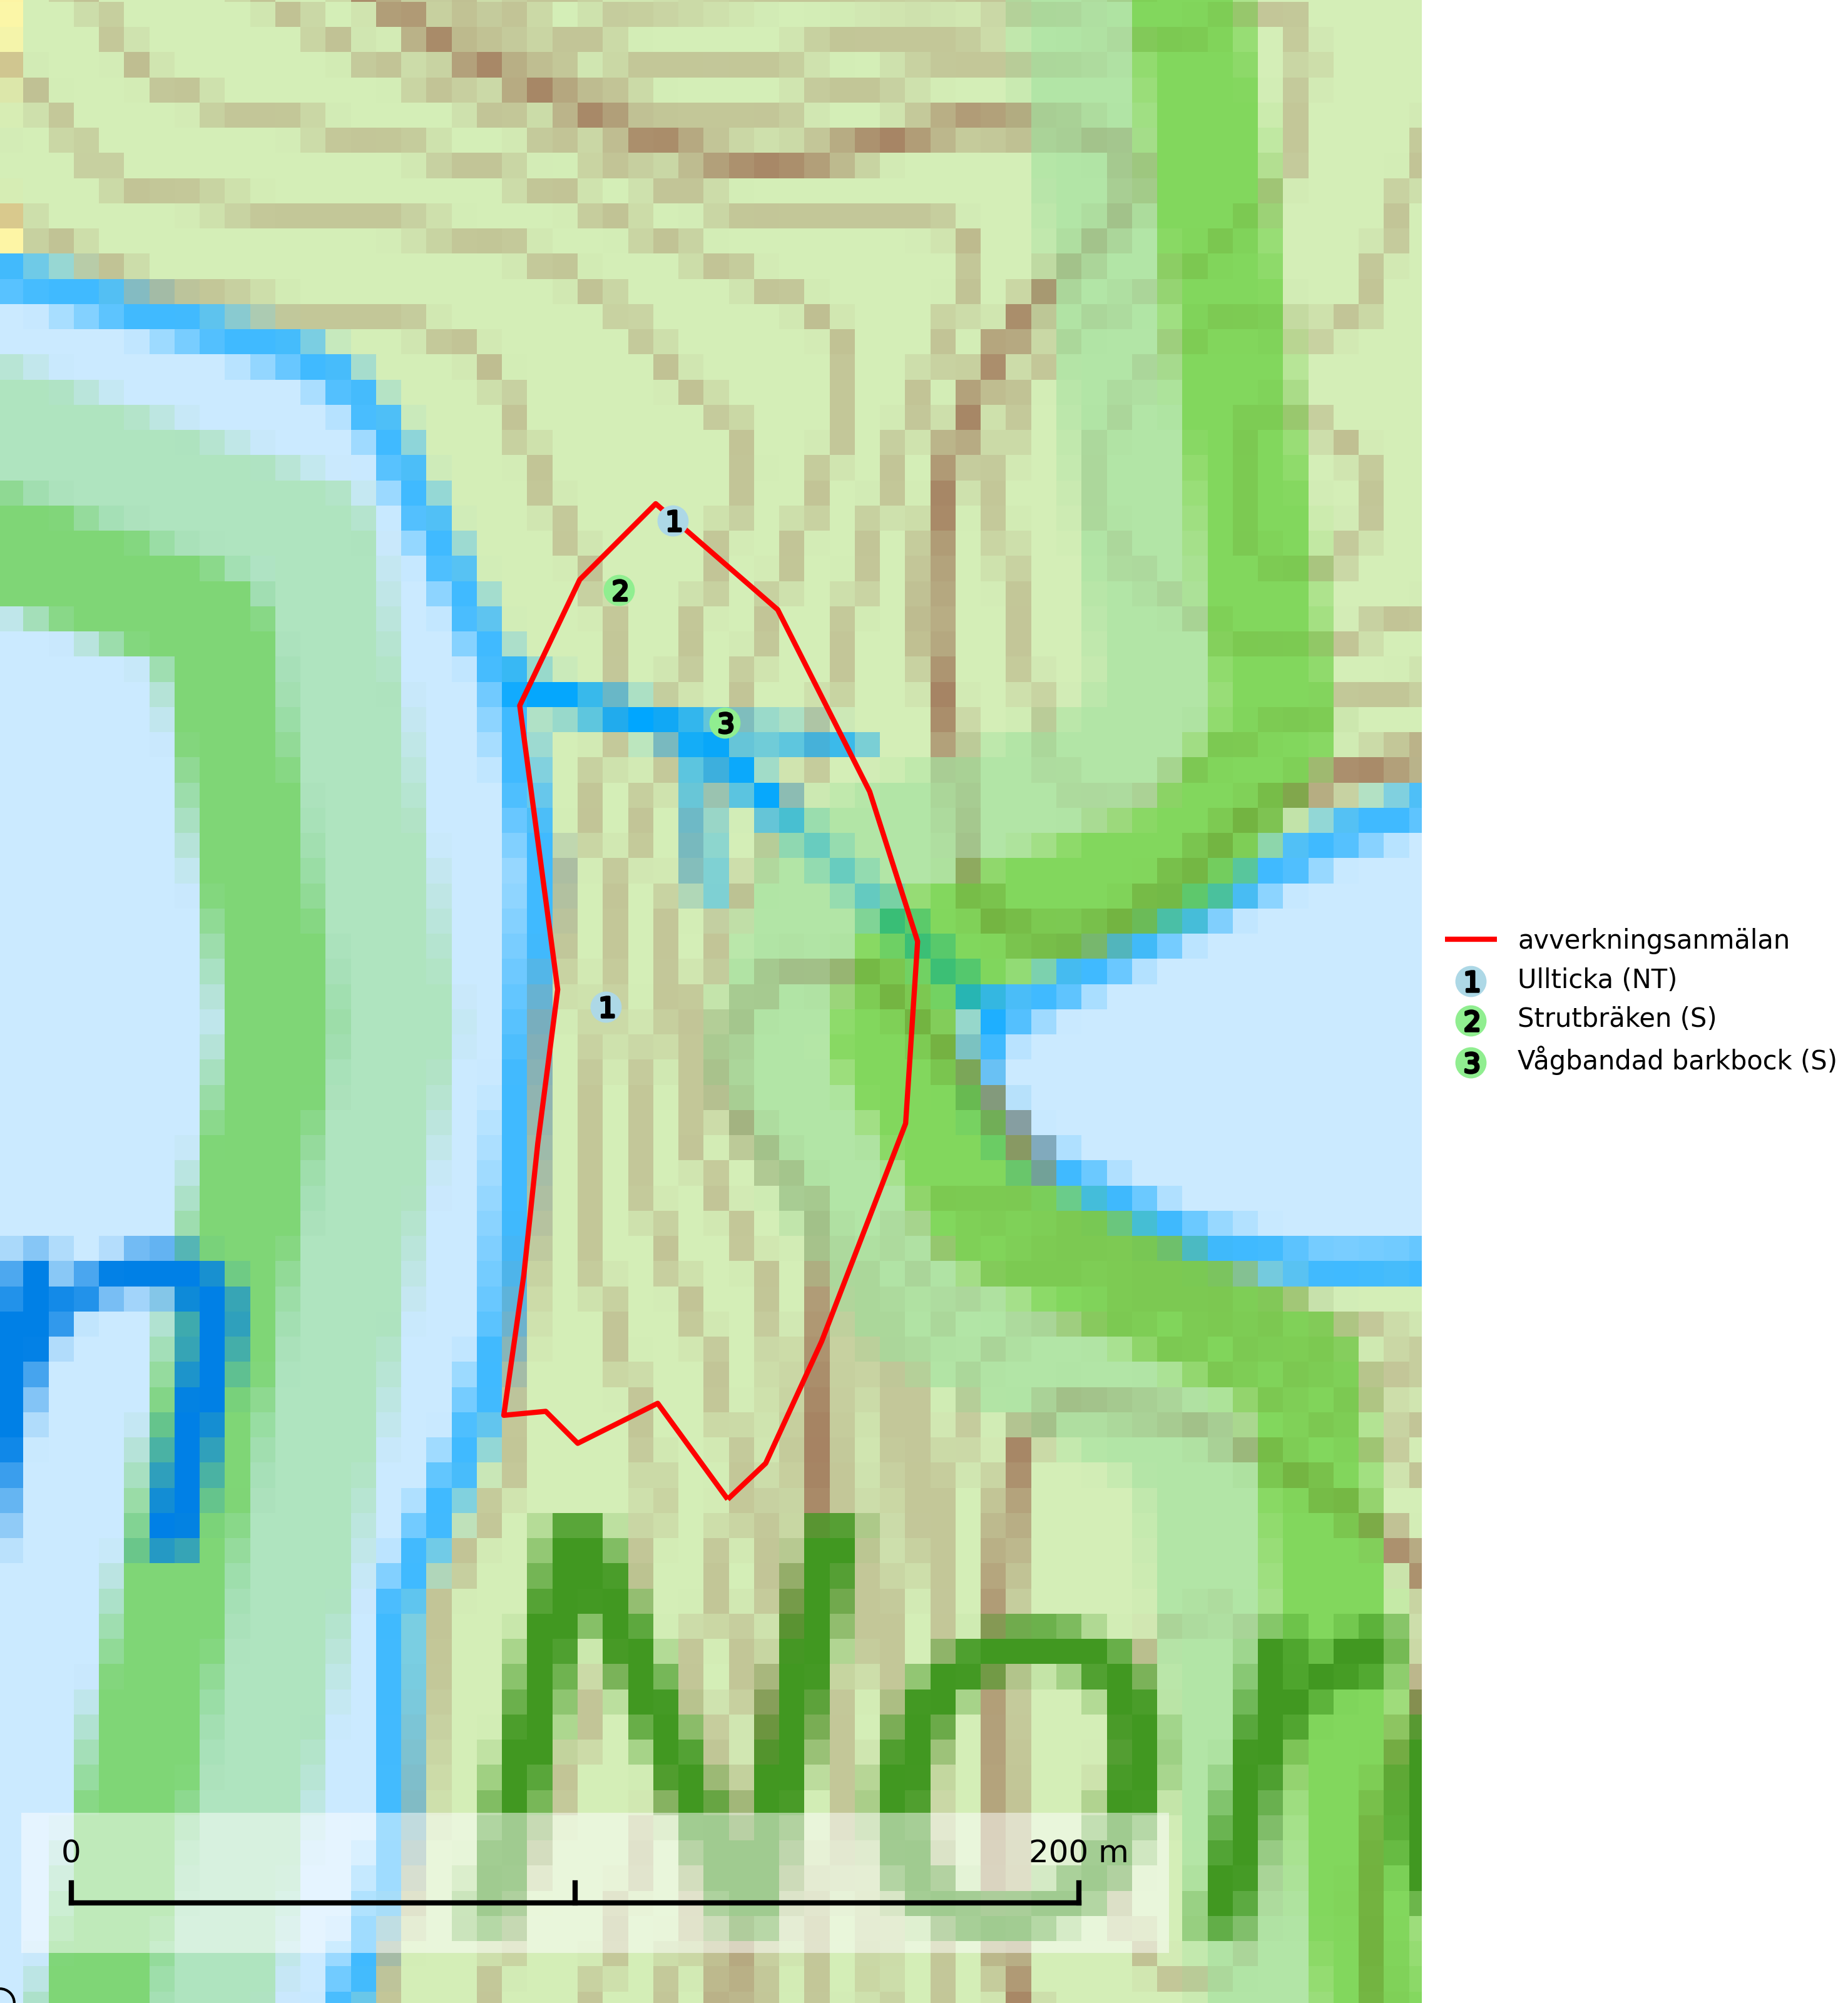 1
2
3
1
avverkningsanmälan
1 Ullticka (NT)
2 Strutbräken (S)
3 Vågbandad barkbock (S)
0 200 m